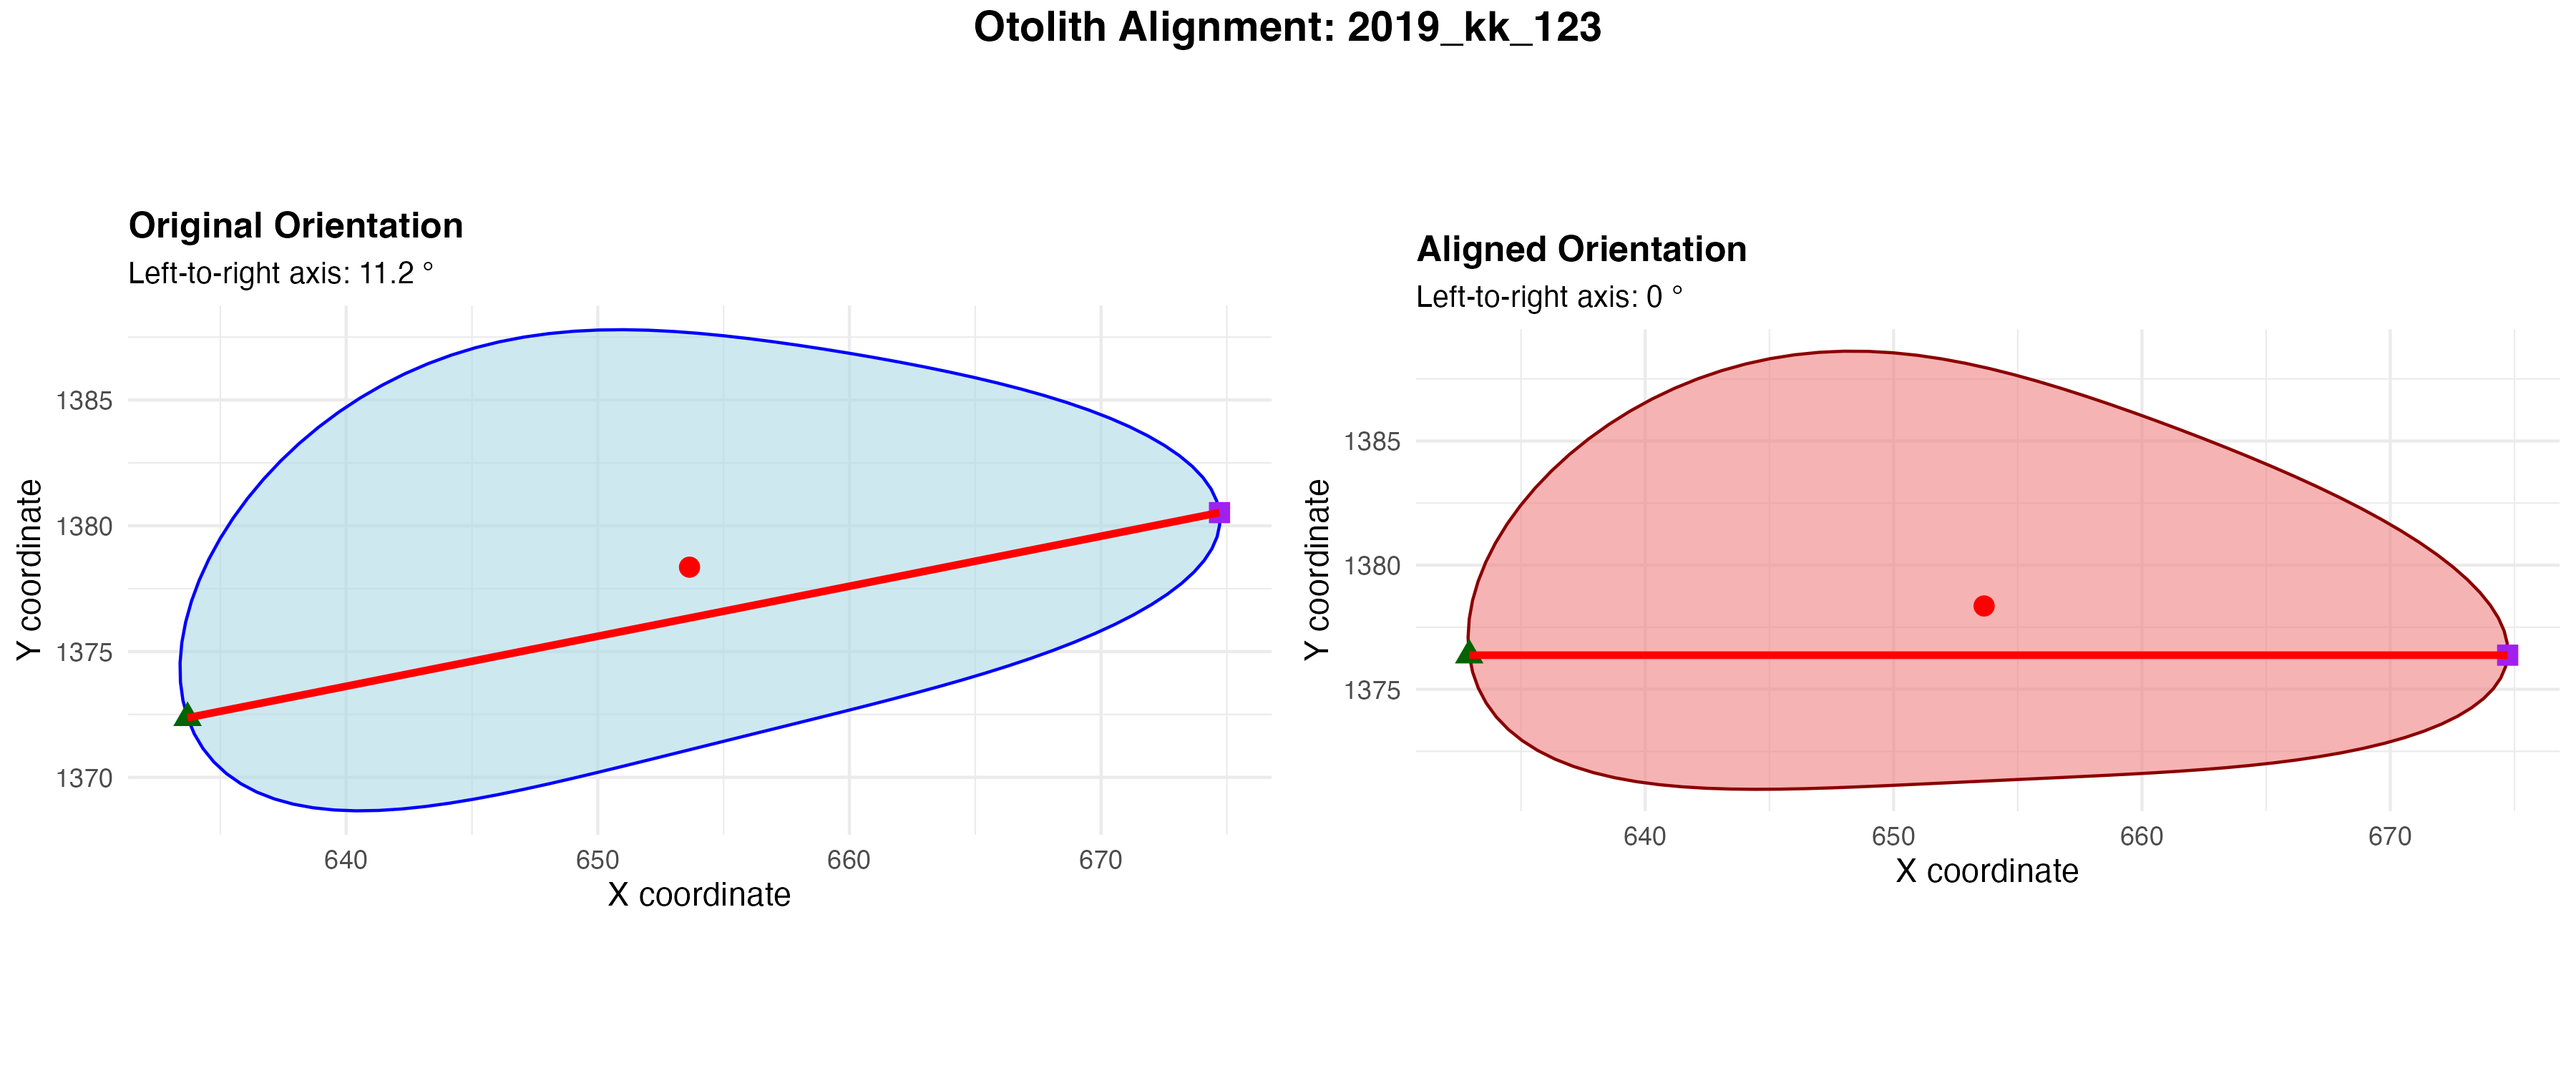 Otolith Alignment: 2019_kk_123
Original Orientation
Left-to-right axis: 11.2 °
Y coordinate
1385
1380
1375
1370
640 650 660 670
X coordinate
Aligned Orientation
Left-to-right axis: 0 °
Y coordinate
1385
1380
1375
640 650 660 670
X coordinate